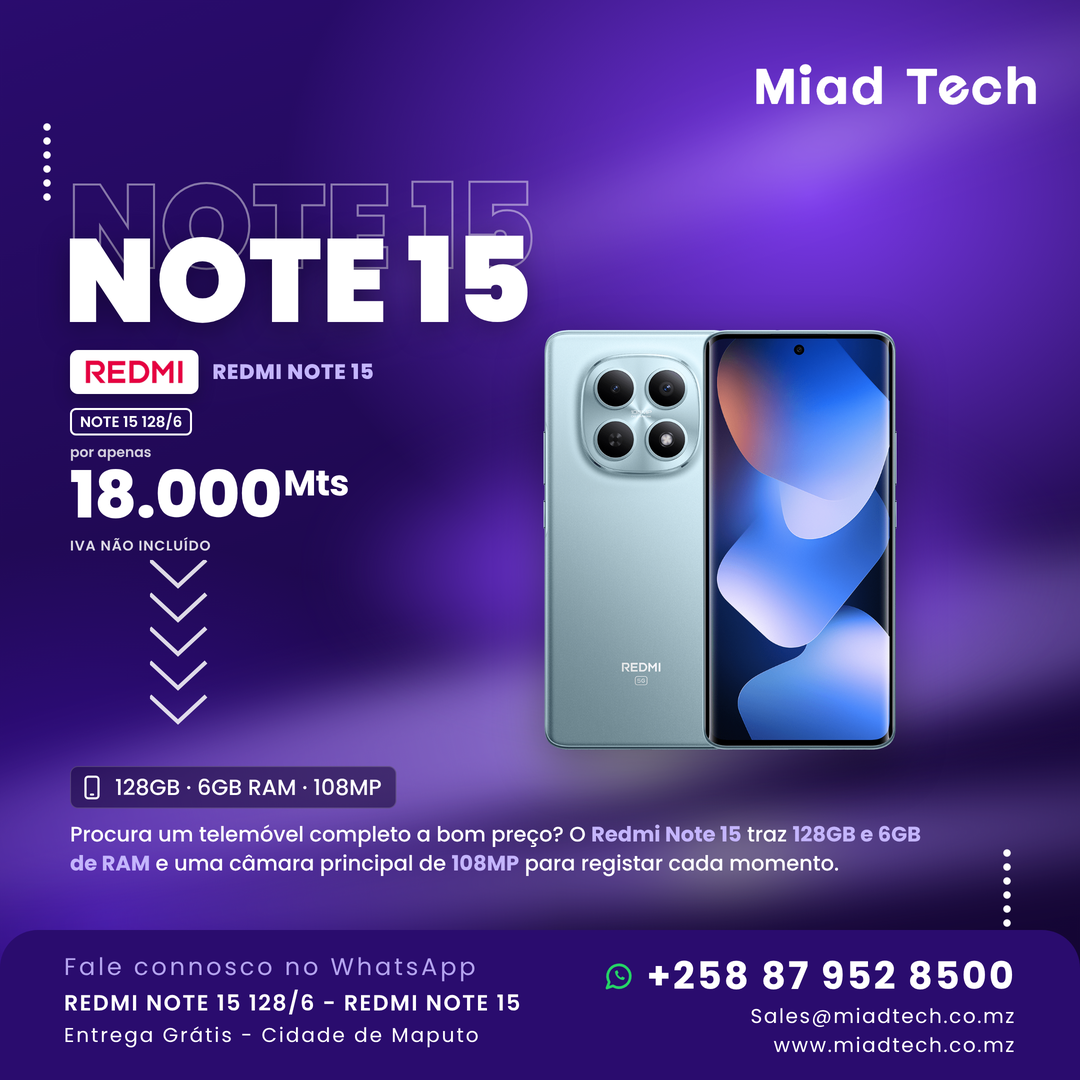 Miad Tech
NOTE 15
NOTE 15
REDMI REDMI NOTE 15
NOTE 15 128/6
por apenas
18.000Mts
IVA NÃO INCLUÍDO
REDMI
5G
128GB · 6GB RAM · 108MP
Procura um telemóvel completo a bom preço? O Redmi Note 15 traz 128GB e 6GB
de RAM e uma câmara principal de 108MP para registar cada momento.
Fale connosco no WhatsApp
REDMI NOTE 15 128/6 - REDMI NOTE 15
Entrega Grátis - Cidade de Maputo
+258 87 952 8500
Sales@miadtech.co.mz
www.miadtech.co.mz